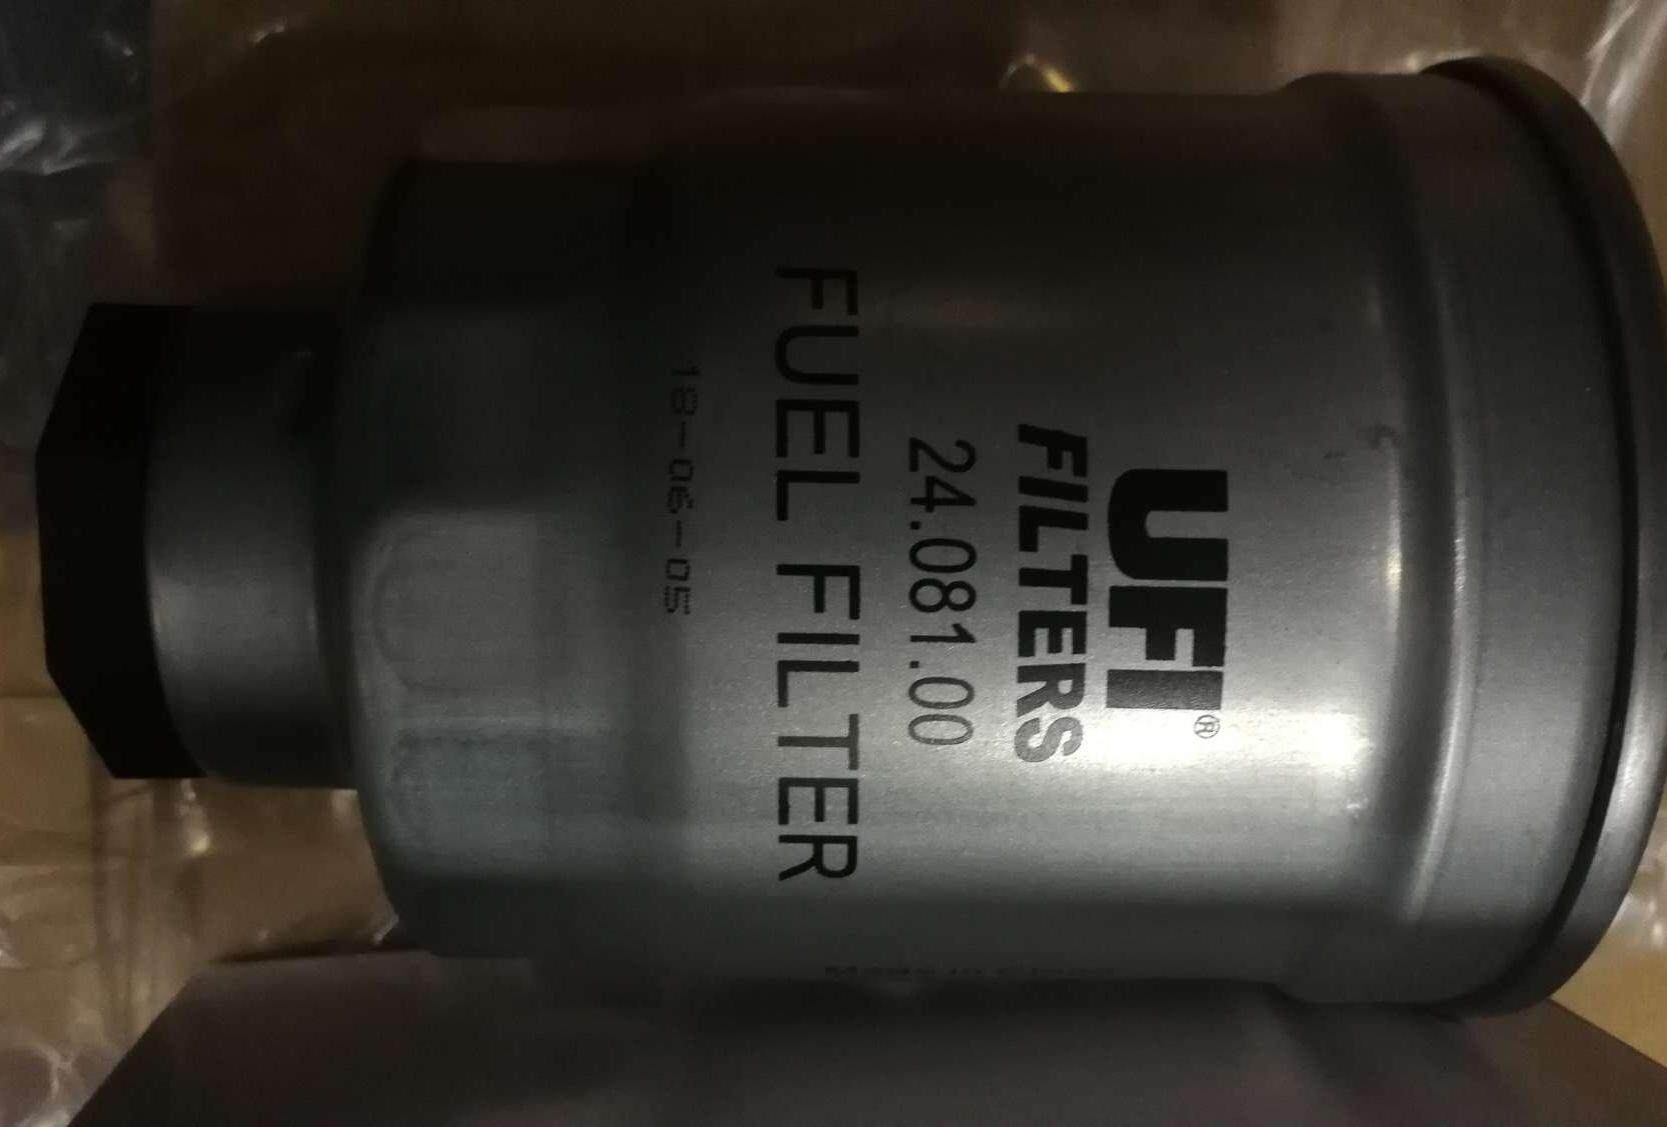 UFI®
FILTERS
24.081.00
FUEL FILTER
18-06-05